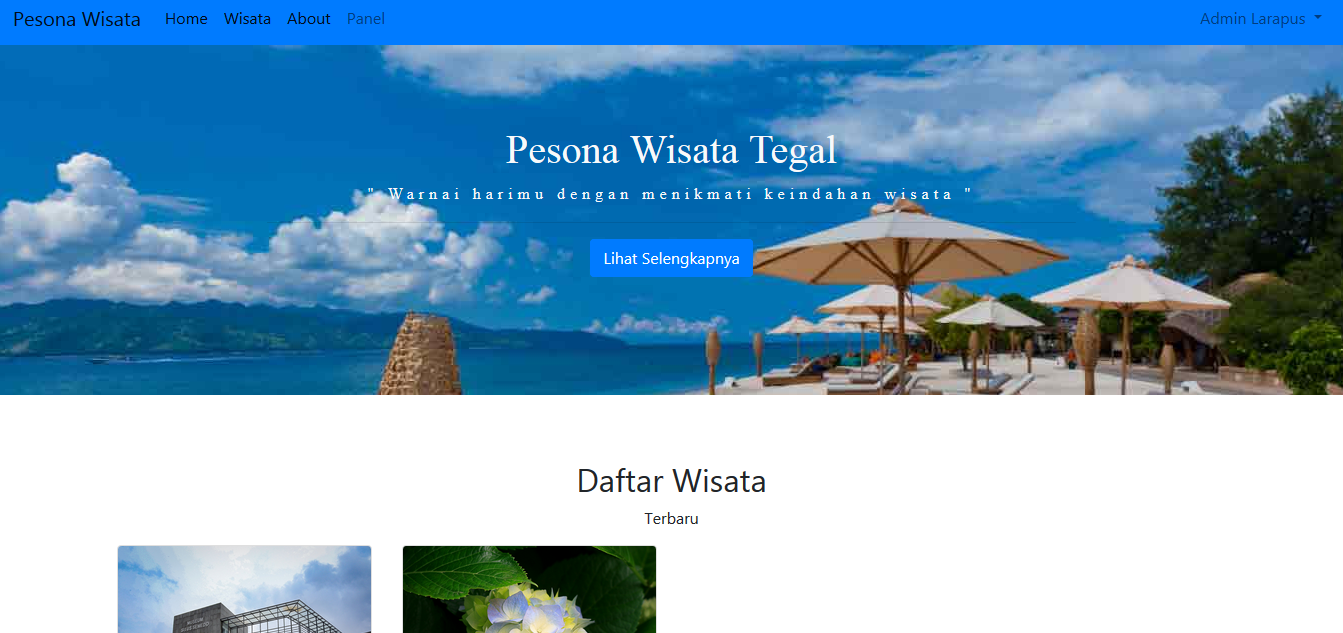 Pesona Wisata Home Wisata About Panel Admin Larapus
Pesona Wisata Tegal
" Warnai harimu dengan menikmati keindahan wisata "
Lihat Selengkapnya
Daftar Wisata
Terbaru